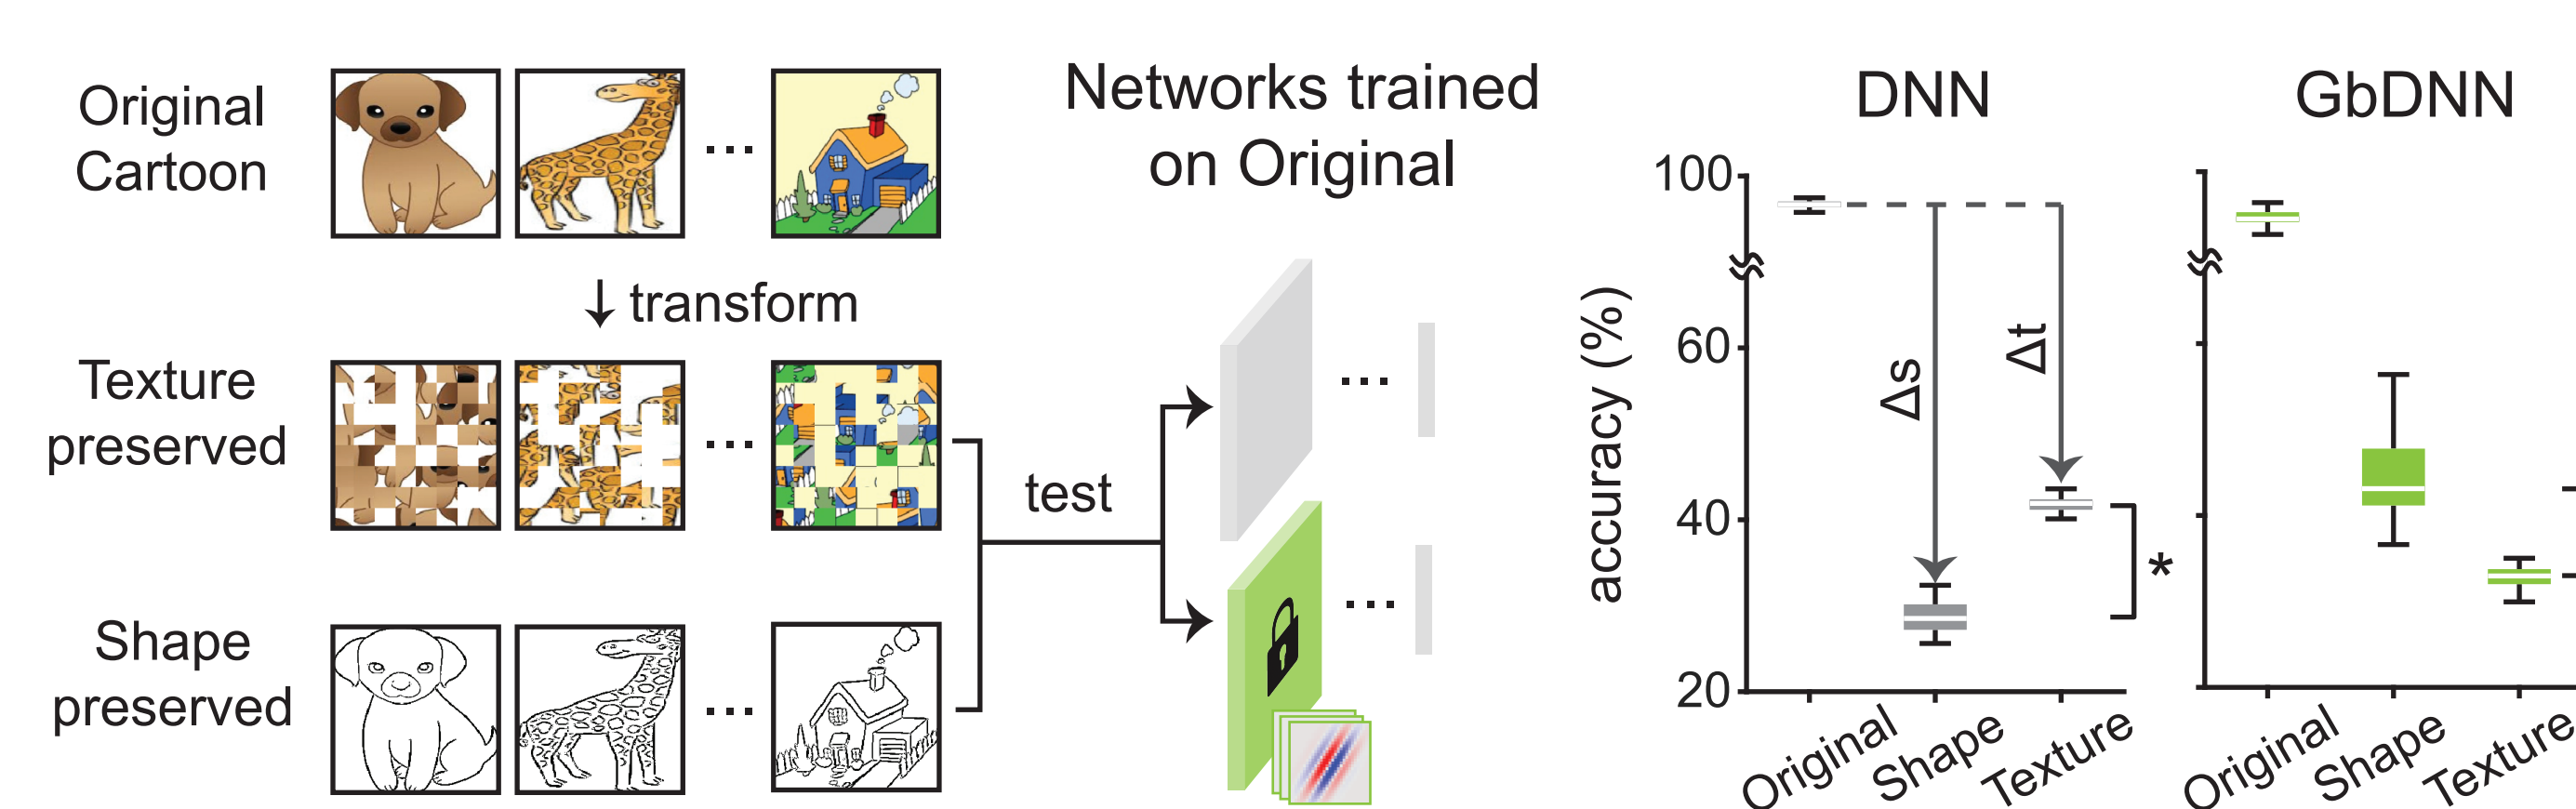 Original
Cartoon
↓ transform
Texture
preserved
Shape
preserved
...
...
...
test
Networks trained
on Original
...
...
DNN
accuracy (%)
100
60
40
20
Δs
Δt
*
Original
Shape
Texture
GbDNN
Original
Shape
Texture